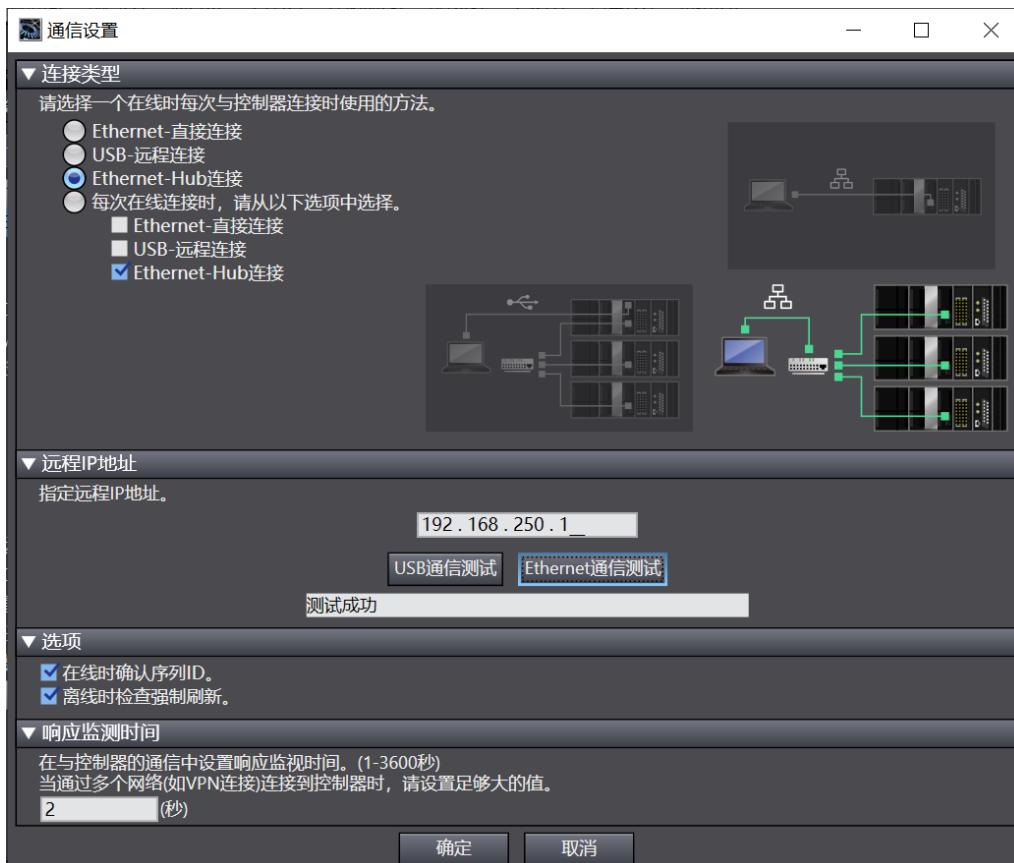 通信设置
▼ 连接类型
请选择一个在线时每次与控制器连接时使用的方法。
Ethernet-直接连接
USB-远程连接
Ethernet-Hub连接
每次在线连接时，请从以下选项中选择。
Ethernet-直接连接
USB-远程连接
Ethernet-Hub连接
▼ 远程IP地址
指定远程IP地址。
192 . 168 . 250 . 1__
USB通信测试 Ethernet通信测试
测试成功
▼ 选项
在线时确认序列ID。
离线时检查强制刷新。
▼ 响应监测时间
在与控制器的通信中设置响应监视时间。(1-3600秒)
当通过多个网络(如VPN连接)连接到控制器时，请设置足够大的值。
2 (秒)
确定 取消